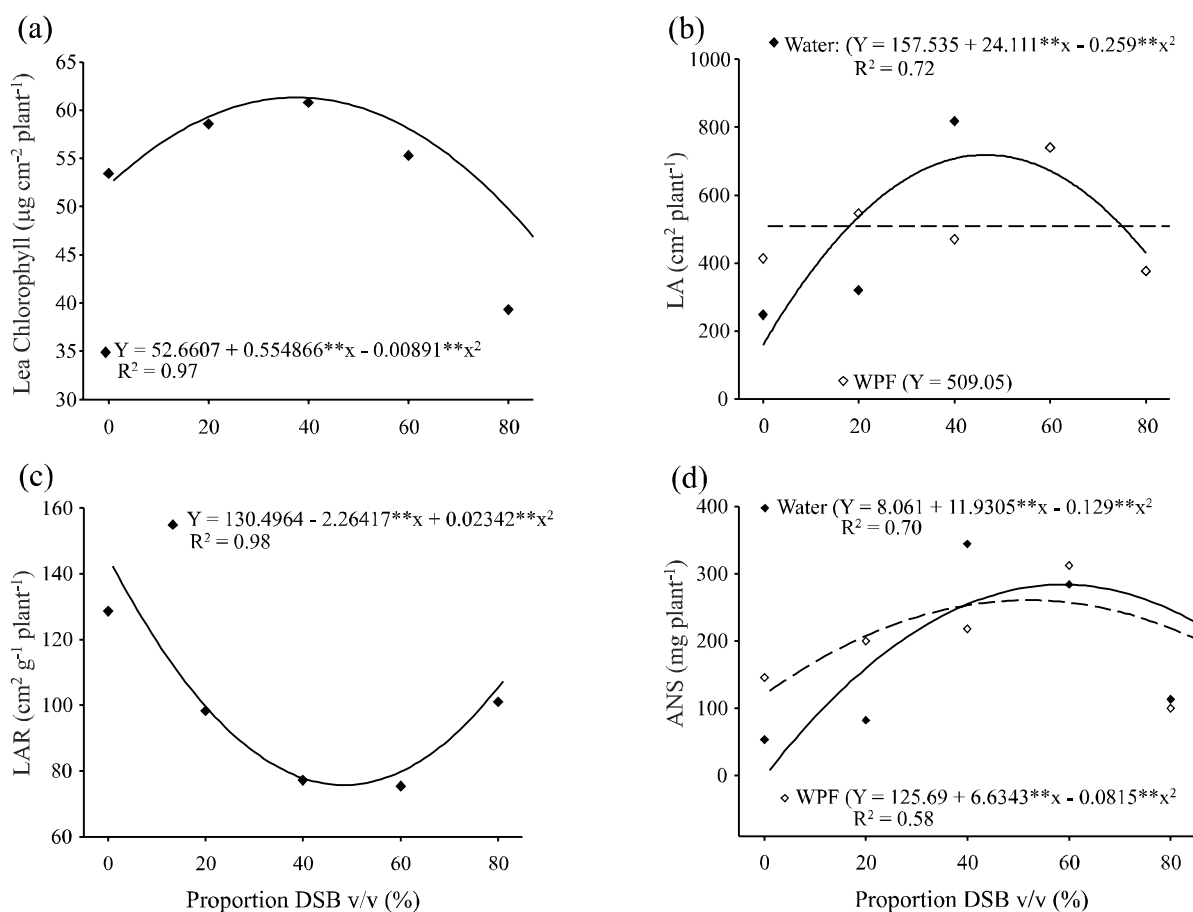 (a)
Lea Chlorophyll (µg cm⁻² plant⁻¹)
65
60
55
50
45
40
35
30
Y = 52.6607 + 0.554866**x - 0.00891**x²
R² = 0.97
0 20 40 60 80
(b)
Water: (Y = 157.535 + 24.111**x - 0.259**x²
R² = 0.72
LA (cm² plant⁻¹)
1000
800
600
400
200
0
WPF (Y = 509.05)
0 20 40 60 80
(c)
LAR (cm² g⁻¹ plant⁻¹)
160
140
120
100
80
60
Y = 130.4964 - 2.26417**x + 0.02342**x²
R² = 0.98
0 20 40 60 80
Proportion DSB v/v (%)
(d)
ANS (mg plant⁻¹)
400
300
200
100
0
Water (Y = 8.061 + 11.9305**x - 0.129**x²
R² = 0.70
WPF (Y = 125.69 + 6.6343**x - 0.0815**x²
R² = 0.58
0 20 40 60 80
Proportion DSB v/v (%)